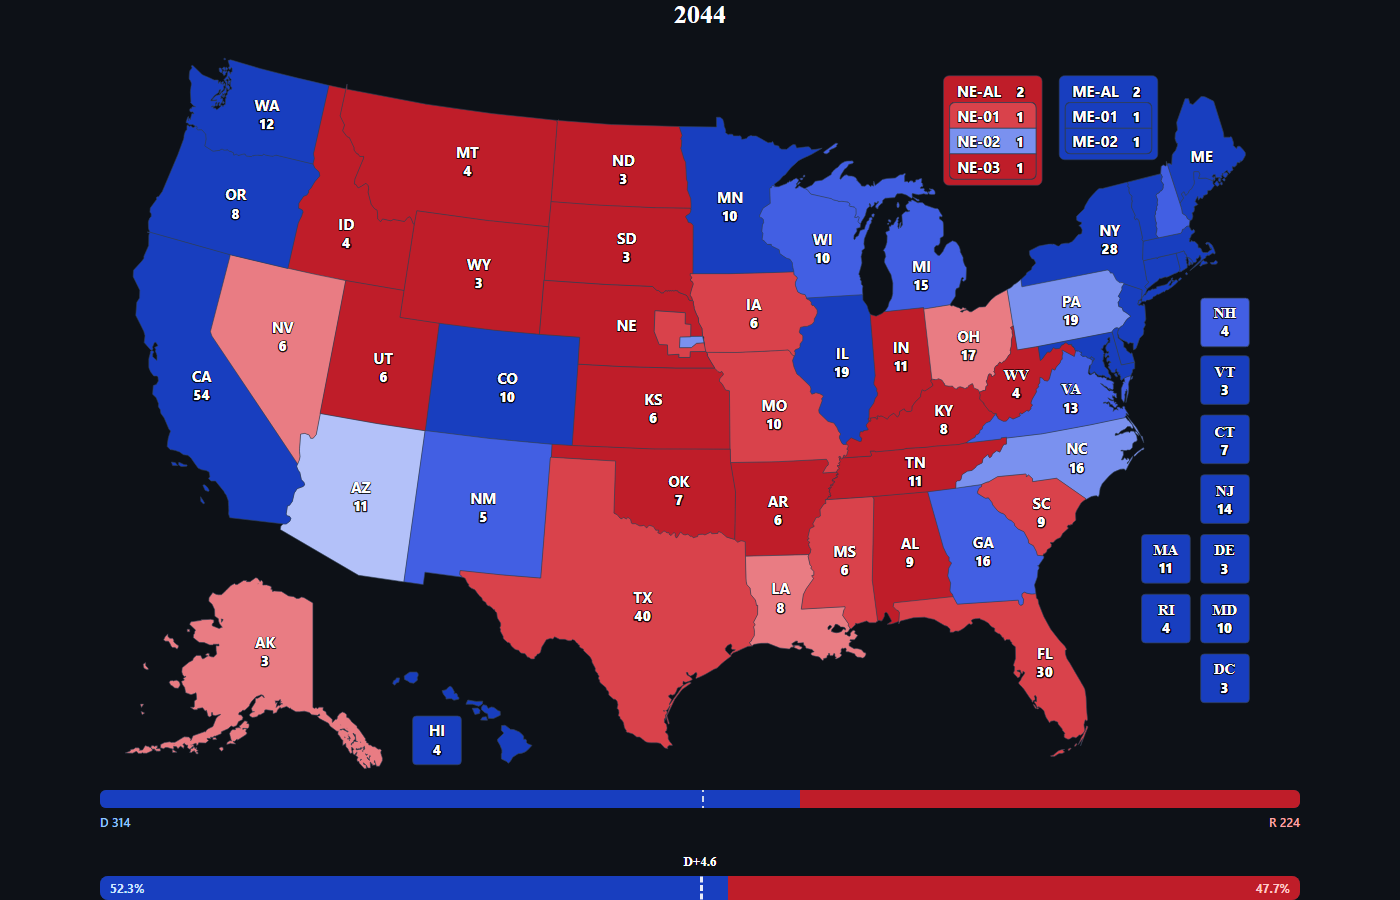 2044
WA
12
OR
8
CA
54
NV
6
ID
4
MT
4
WY
3
UT
6
CO
10
AZ
11
NM
5
ND
3
SD
3
NE
KS
6
OK
7
TX
40
MN
10
IA
6
MO
10
AR
6
LA
8
WI
10
IL
19
MI
15
IN
11
OH
17
KY
8
TN
11
MS
6
AL
9
GA
16
FL
30
SC
9
NC
16
VA
13
WV
4
PA
19
NY
28
ME
NE-AL 2
NE-01 1
NE-02 1
NE-03 1
ME-AL 2
ME-01 1
ME-02 1
NH
4
VT
3
CT
7
NJ
14
MA
11
DE
3
RI
4
MD
10
DC
3
AK
3
HI
4
D 314
R 224
D+4.6
52.3%
47.7%